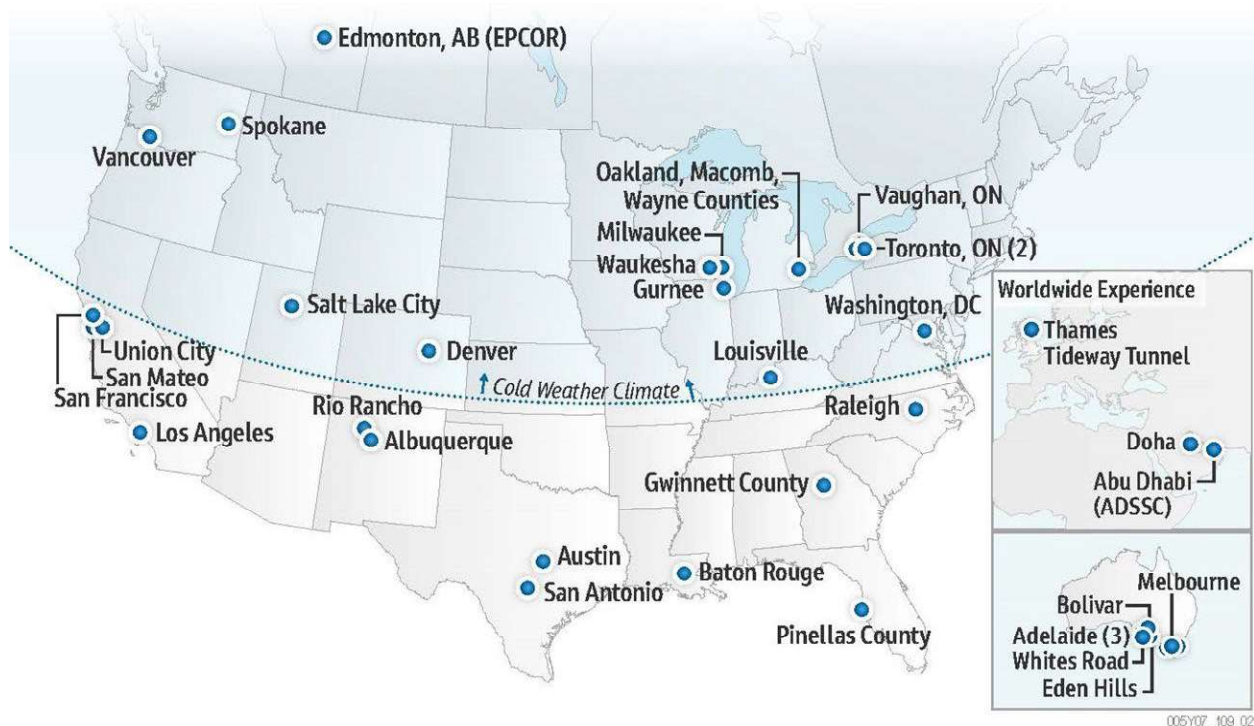 Edmonton, AB (EPCOR)
Spokane
Vancouver
Oakland, Macomb,
Wayne Counties
Vaughan, ON
Toronto, ON (2)
Milwaukee
Waukesha
Gurnee
Salt Lake City
Washington, DC
Union City
San Mateo
San Francisco
Denver
Louisville
Cold Weather Climate
Rio Rancho
Albuquerque
Los Angeles
Raleigh
Gwinnett County
Austin
San Antonio
Baton Rouge
Pinellas County
Worldwide Experience
Thames
Tideway Tunnel
Doha
Abu Dhabi
(ADSSC)
Melbourne
Bolivar
Adelaide (3)
Whites Road
Eden Hills
005Y07_109_02